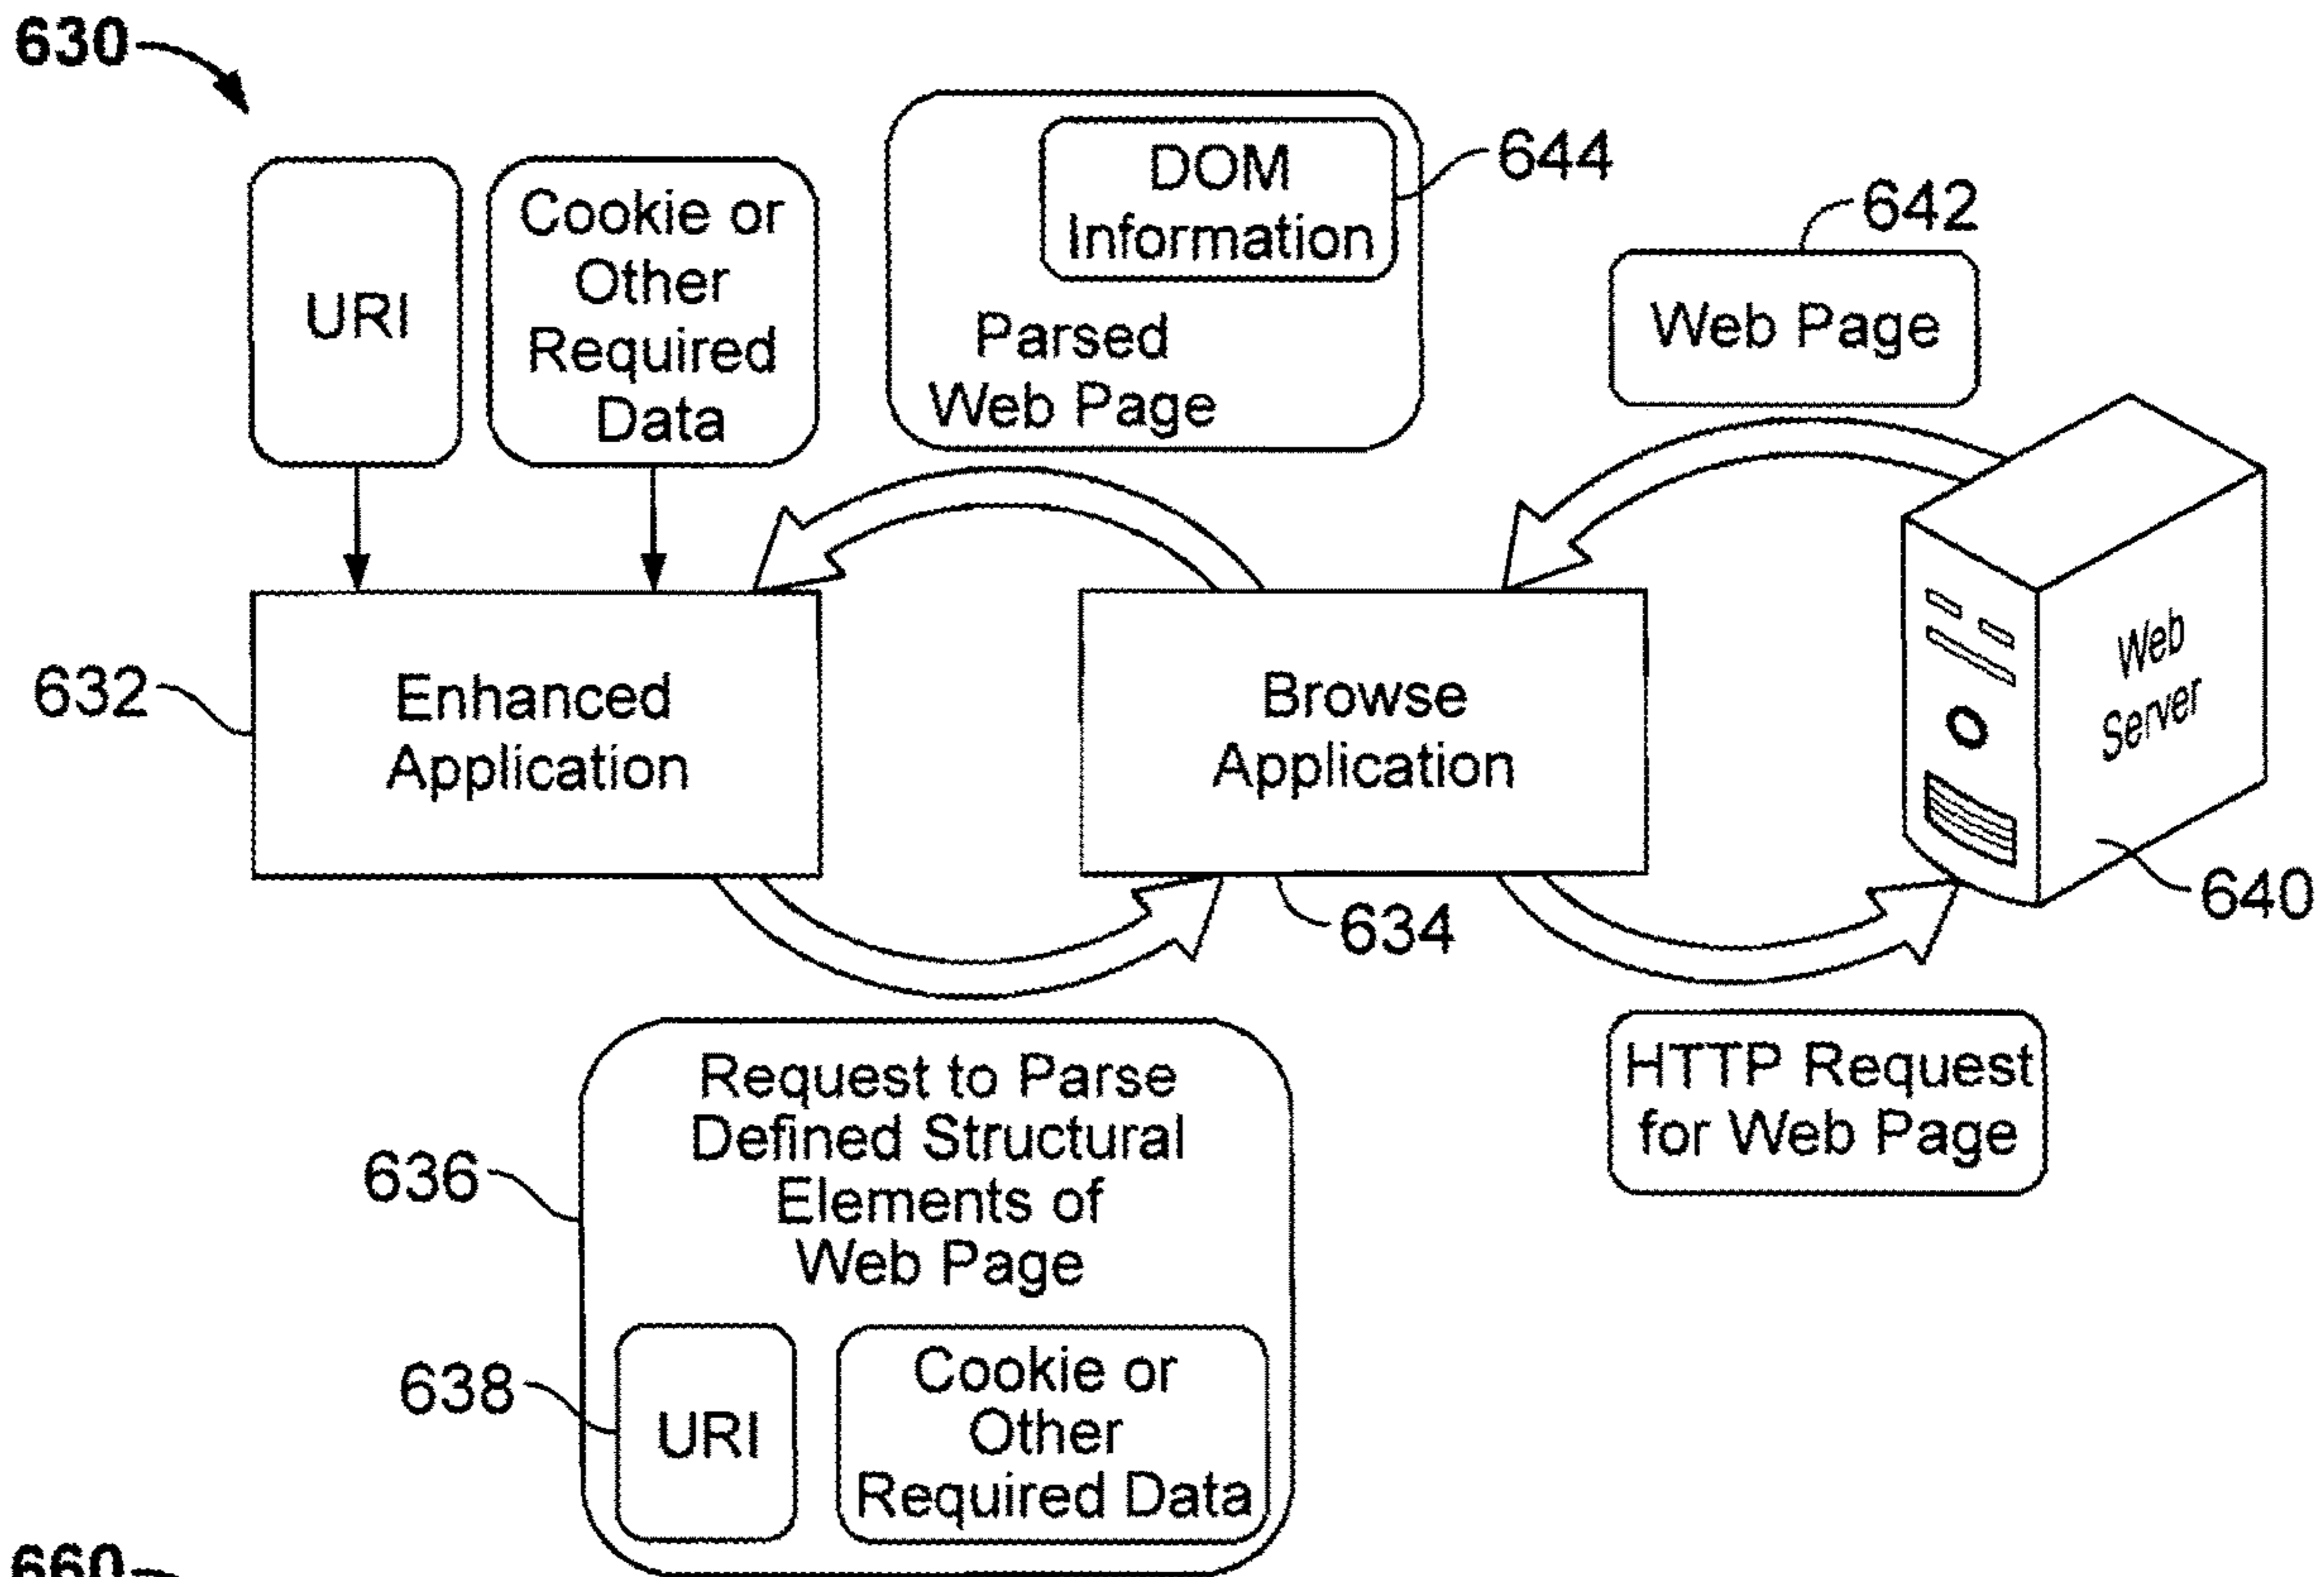 630
URI
Cookie or
Other
Required
Data
DOM
Information
644
Parsed
Web Page
642
Web Page
632
Enhanced
Application
Browse
Application
634
Web
Server
640
636
Request to Parse
Defined Structural
Elements of
Web Page
HTTP Request
for Web Page
638
URI
Cookie or
Other
Required Data
660